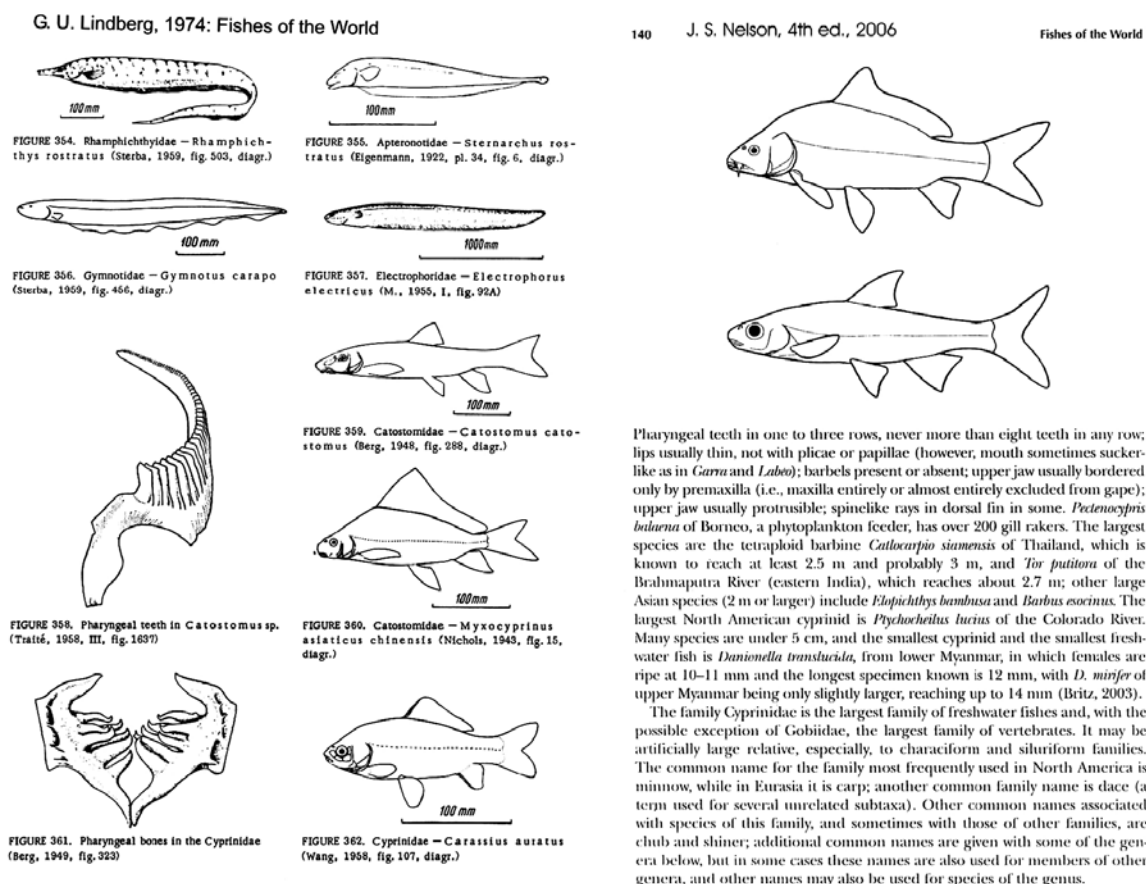 G. U. Lindberg, 1974: Fishes of the World
100mm
FIGURE 354. Rhamphichthyidae — Rhamphich-
thys rostratus (Sterba, 1959, fig. 503, diagr.)
100mm
FIGURE 355. Apteronotidae — Sternarchus ros-
tratus (Eigenmann, 1922, pl. 34, fig. 6, diagr.)
100mm
FIGURE 356. Gymnotidae — Gymnotus carapo
(Sterba, 1959, fig. 456, diagr.)
1000mm
FIGURE 357. Electrophoridae — Electrophorus
electricus (M., 1955, I, fig. 92A)
100mm
FIGURE 359. Catostomidae — Catostomus cato-
stomus (Berg, 1948, fig. 288, diagr.)
FIGURE 358. Pharyngeal teeth in Catostomus sp.
(Traité, 1958, III, fig. 1637)
100mm
FIGURE 360. Catostomidae — Myxocyprinus
asiaticus chinensis (Nichols, 1943, fig. 15,
diagr.)
FIGURE 361. Pharyngeal bones in the Cyprinidae
(Berg, 1949, fig. 323)
100 mm
FIGURE 362. Cyprinidae — Carassius auratus
(Wang, 1958, fig. 107, diagr.)
140 J. S. Nelson, 4th ed., 2006 Fishes of the World
Pharyngeal teeth in one to three rows, never more than eight teeth in any row;
lips usually thin, not with plicae or papillae (however, mouth sometimes sucker-
like as in Garra and Labeo); barbels present or absent; upper jaw usually bordered
only by premaxilla (i.e., maxilla entirely or almost entirely excluded from gape);
upper jaw usually protrusible; spinelike rays in dorsal fin in some. Pectenocypris
balaena of Borneo, a phytoplankton feeder, has over 200 gill rakers. The largest
species are the tetraploid barbine Catlocarpio siamensis of Thailand, which is
known to reach at least 2.5 m and probably 3 m, and Tor putitora of the
Brahmaputra River (eastern India), which reaches about 2.7 m; other large
Asian species (2 m or larger) include Elopichthys bambusa and Barbus esocinus. The
largest North American cyprinid is Ptychocheilus lucius of the Colorado River.
Many species are under 5 cm, and the smallest cyprinid and the smallest fresh-
water fish is Danionella translucida, from lower Myanmar, in which females are
ripe at 10–11 mm and the longest specimen known is 12 mm, with D. mirifer of
upper Myanmar being only slightly larger, reaching up to 14 mm (Britz, 2003).
The family Cyprinidae is the largest family of freshwater fishes and, with the
possible exception of Gobiidae, the largest family of vertebrates. It may be
artificially large relative, especially, to characiform and siluriform families.
The common name for the family most frequently used in North America is
minnow, while in Eurasia it is carp; another common family name is dace (a
term used for several unrelated subtaxa). Other common names associated
with species of this family, and sometimes with those of other families, are
chub and shiner; additional common names are given with some of the gen-
era below, but in some cases these names are also used for members of other
genera, and other names may also be used for species of the genus.